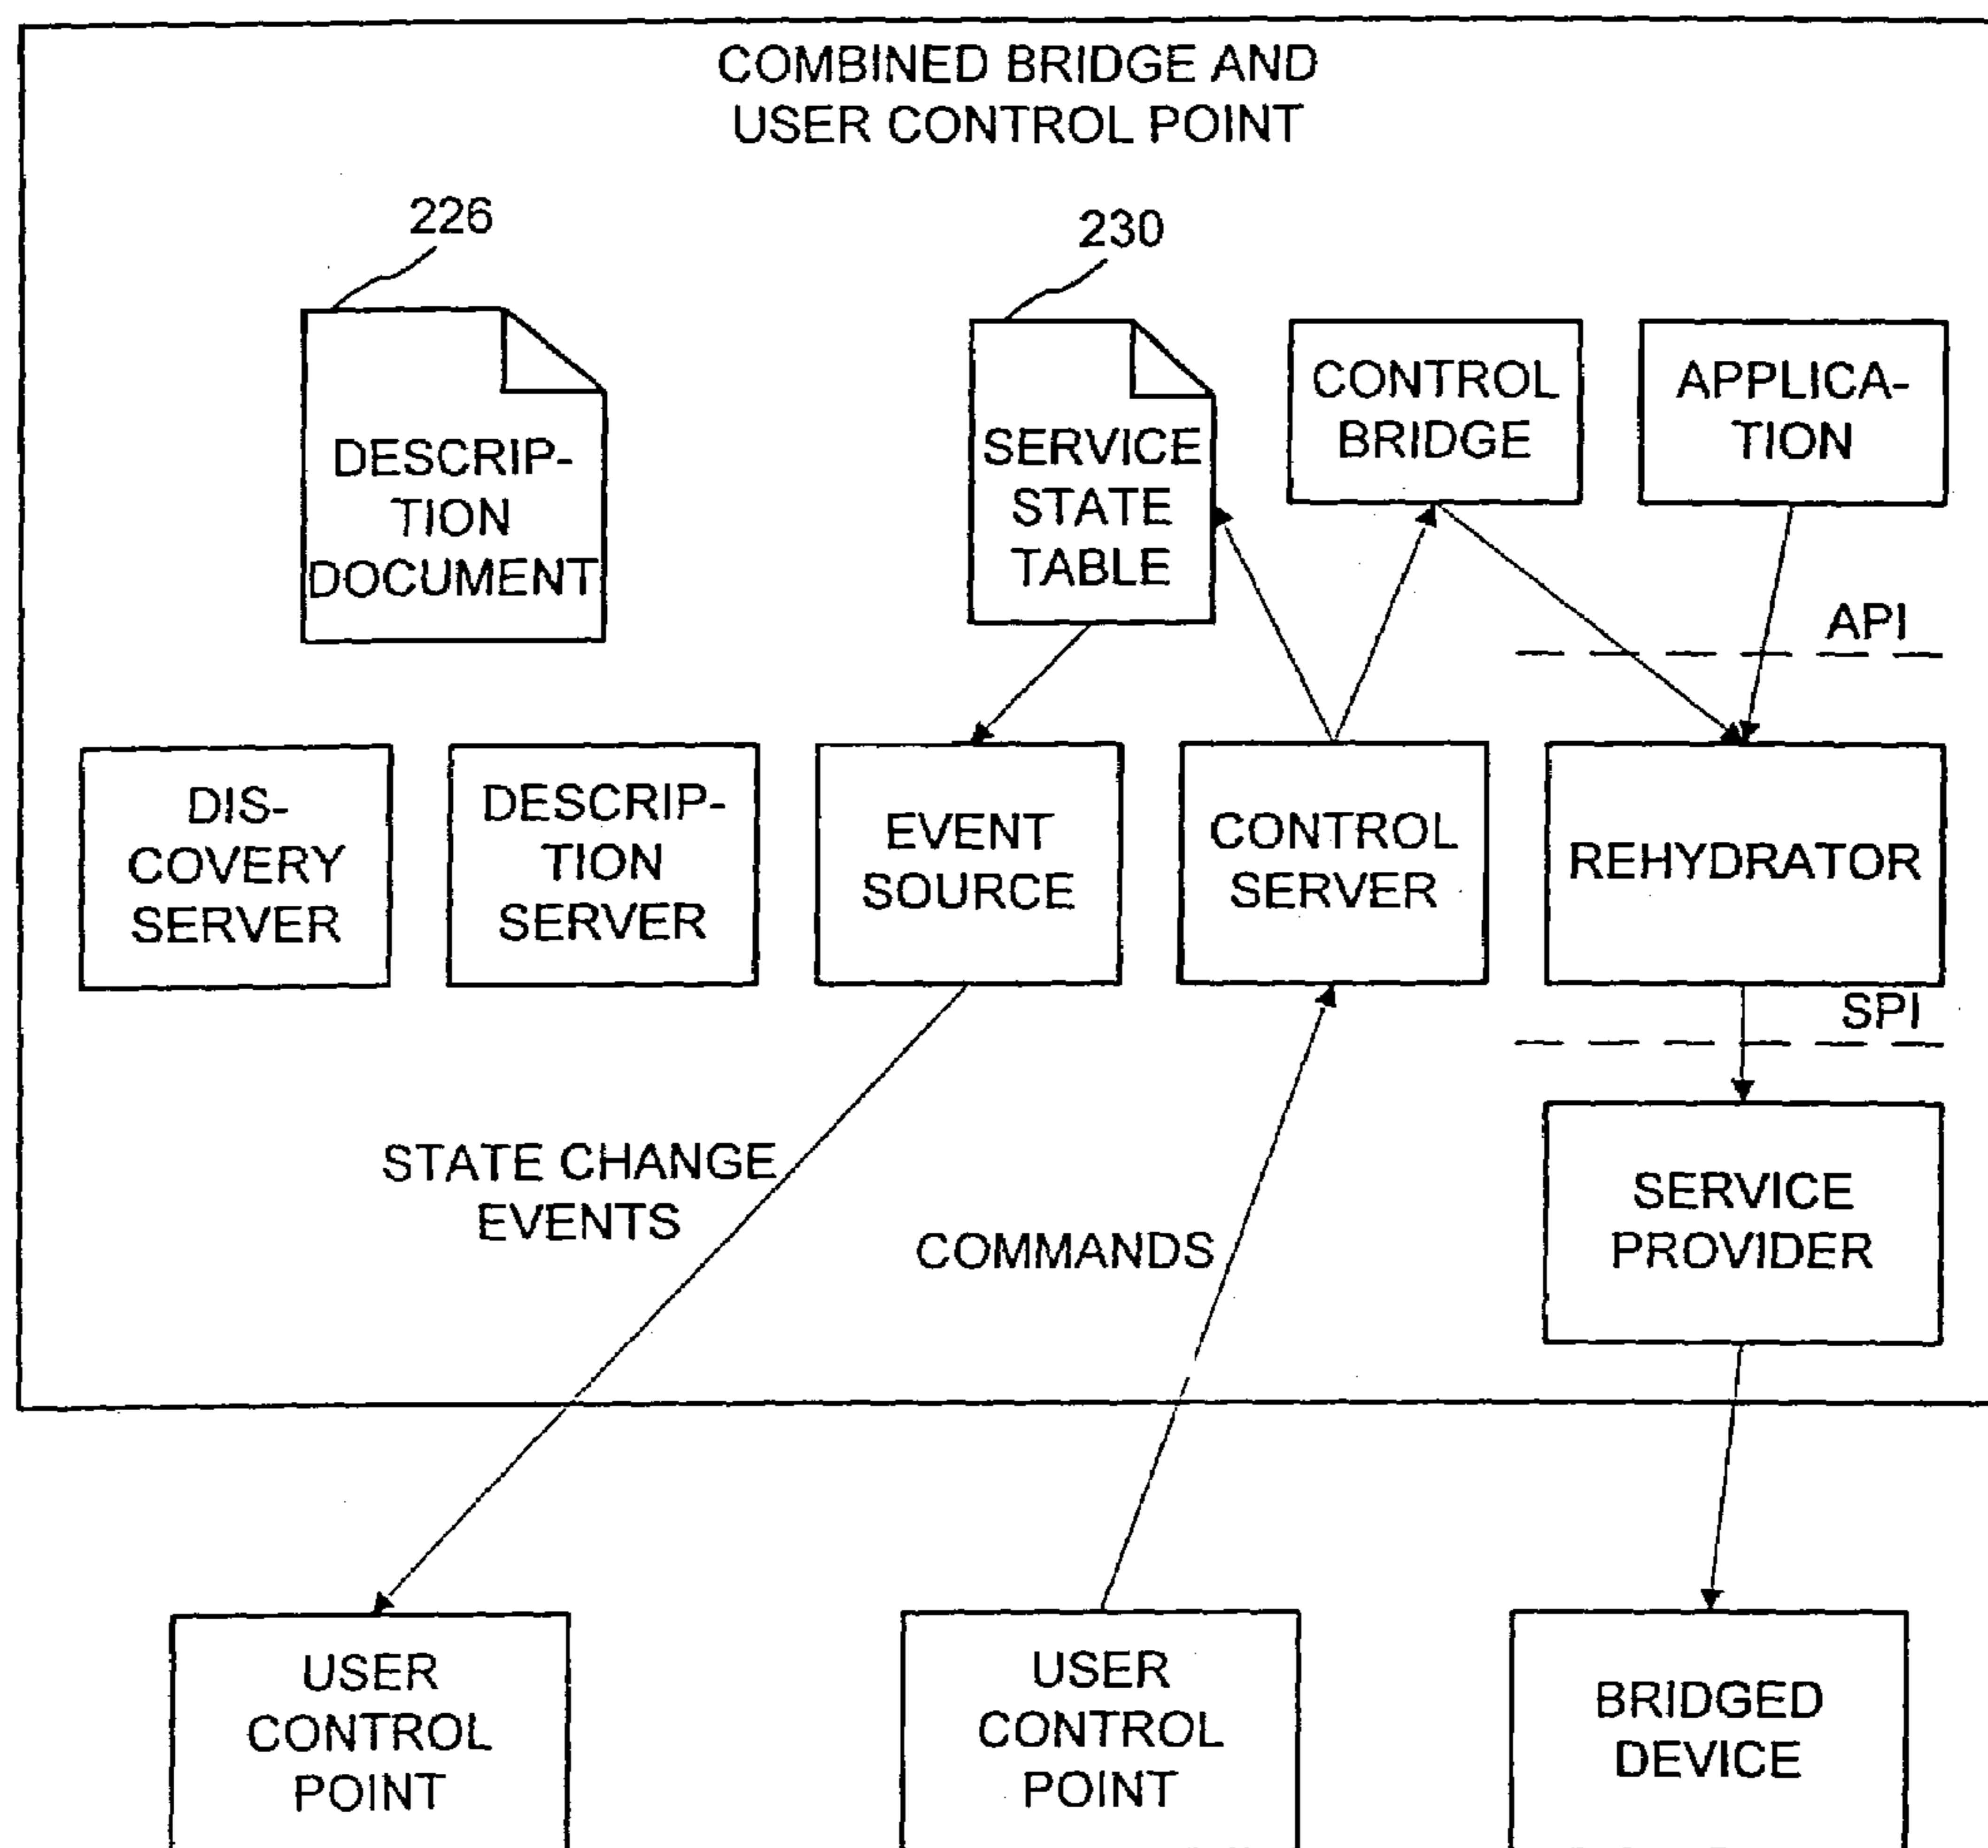 COMBINED BRIDGE AND
USER CONTROL POINT
226
230
DESCRIP-
TION
DOCUMENT
SERVICE
STATE
TABLE
CONTROL
BRIDGE
APPLICA-
TION
API
DIS-
COVERY
SERVER
DESCRIP-
TION
SERVER
EVENT
SOURCE
CONTROL
SERVER
REHYDRATOR
SPI
STATE CHANGE
EVENTS
COMMANDS
SERVICE
PROVIDER
USER
CONTROL
POINT
USER
CONTROL
POINT
BRIDGED
DEVICE